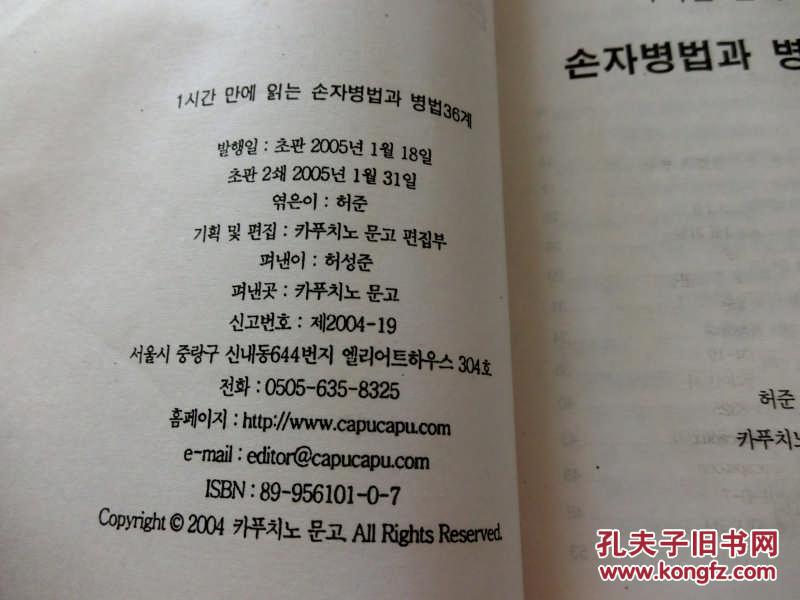 1시간 만에 읽는 손자병법과 병법36계
발행일 : 초판 2005년 1월 18일
초판 2쇄 2005년 1월 31일
엮은이 : 허준
기획 및 편집 : 카푸치노 문고 편집부
펴낸이 : 허성준
펴낸곳 : 카푸치노 문고
신고번호 : 제2004-19
서울시 중랑구 신내동644번지 엘리어트하우스 304호
전화 : 0505-635-8325
홈페이지 : http://www.capucapu.com
e-mail : editor@capucapu.com
ISBN : 89-956101-0-7
Copyright © 2004 카푸치노 문고. All Rights Reserved.
손자병법과 병
허준
카푸치노
孔夫子旧书网
www.kongfz.com